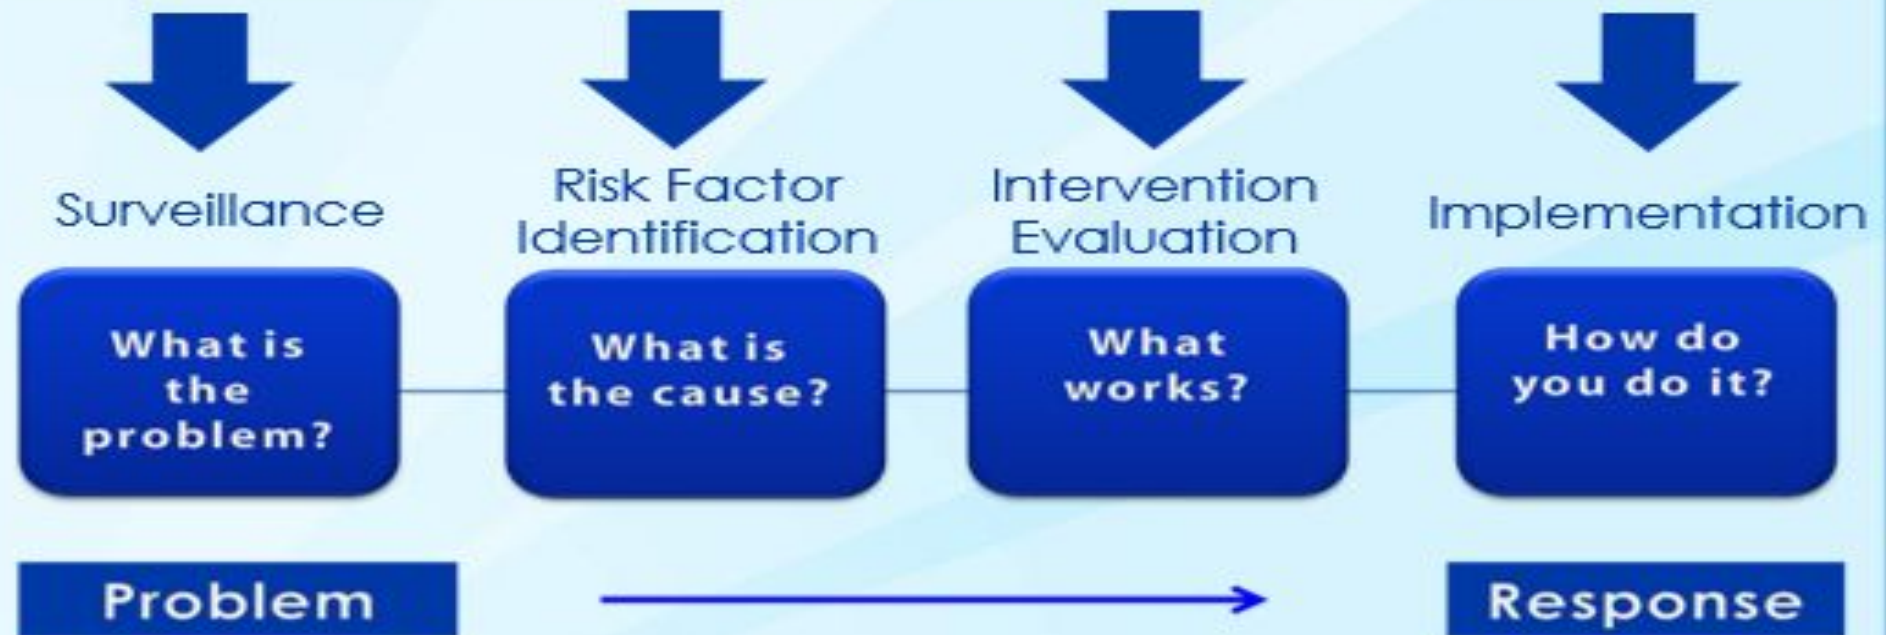 Surveillance
Risk Factor
Identification
Intervention
Evaluation
Implementation
What is
the
problem?
What is
the cause?
What
works?
How do
you do it?
Problem
Response